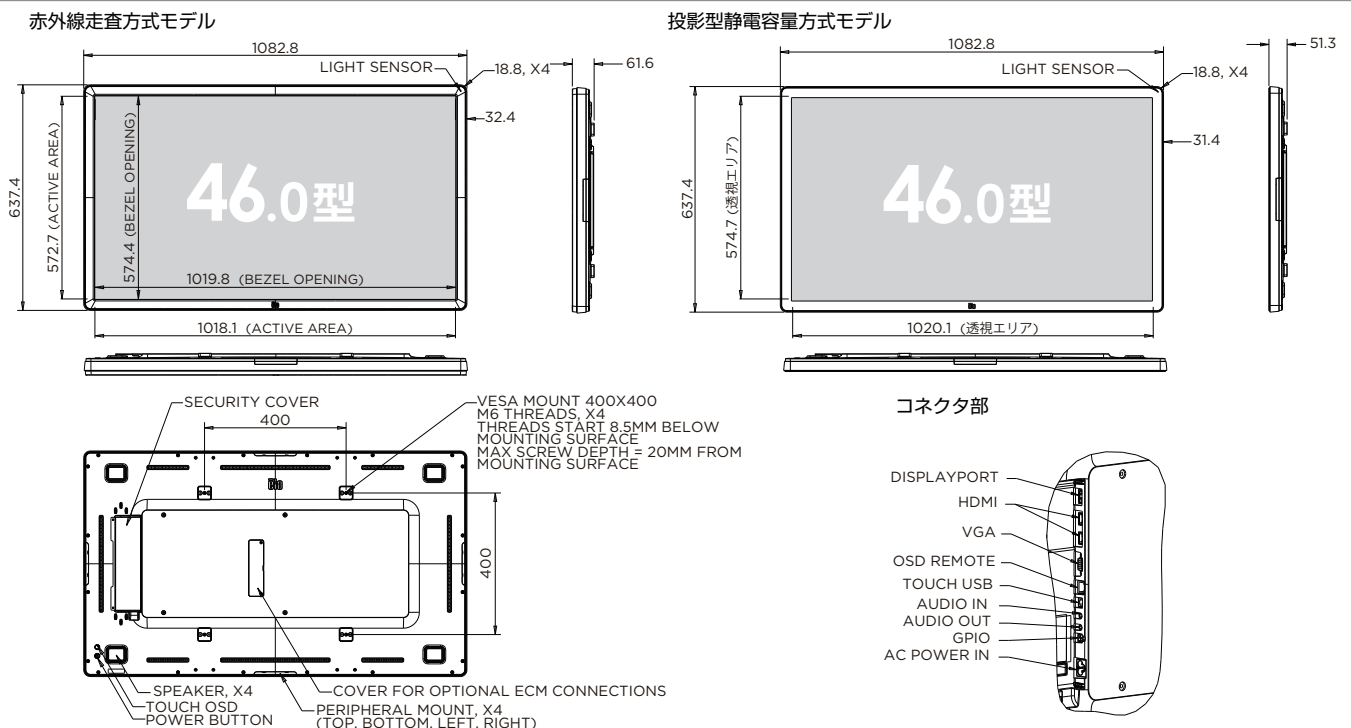 赤外線走査方式モデル
1082.8
LIGHT SENSOR
18.8, X4
61.6
32.4
637.4
572.7 (ACTIVE AREA)
574.4 (BEZEL OPENING)
46.0型
1019.8 (BEZEL OPENING)
1018.1 (ACTIVE AREA)
投影型静電容量方式モデル
1082.8
LIGHT SENSOR
18.8, X4
51.3
31.4
637.4
574.7 (透視エリア)
46.0型
1020.1 (透視エリア)
SECURITY COVER
400
VESA MOUNT 400X400
M6 THREADS, X4
THREADS START 8.5MM BELOW
MOUNTING SURFACE
MAX SCREW DEPTH = 20MM FROM
MOUNTING SURFACE
400
SPEAKER, X4
TOUCH OSD
POWER BUTTON
COVER FOR OPTIONAL ECM CONNECTIONS
PERIPHERAL MOUNT, X4
(TOP, BOTTOM, LEFT, RIGHT)
コネクタ部
DISPLAYPORT
HDMI
VGA
OSD REMOTE
TOUCH USB
AUDIO IN
AUDIO OUT
GPIO
AC POWER IN